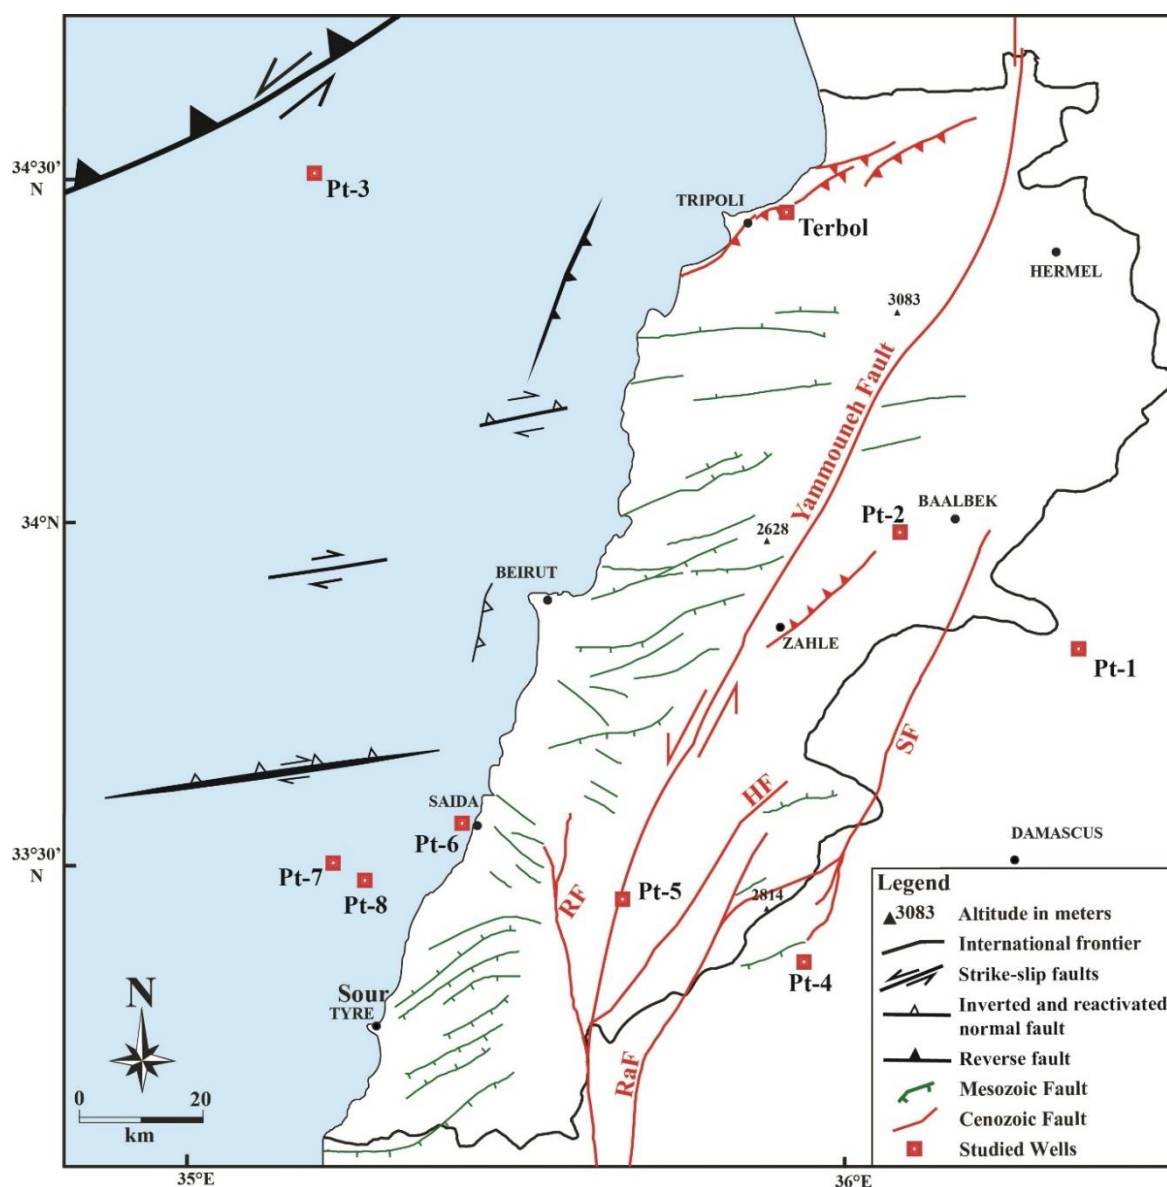 34°30'
N
Pt-3
TRIPOLI
Terbol
HERMEL
3083
Yammouneh Fault
34°N
2628
Pt-2
BAALBEK
BEIRUT
ZAHLE
Pt-1
SF
HF
SAIDA
Pt-6
33°30'
N
Pt-7
Pt-8
RF
Pt-5
2814
DAMASCUS
Pt-4
Sour
TYRE
RaF
N
0 20
km
35°E
36°E
Legend
3083 Altitude in meters
International frontier
Strike-slip faults
Inverted and reactivated
normal fault
Reverse fault
Mesozoic Fault
Cenozoic Fault
Studied Wells